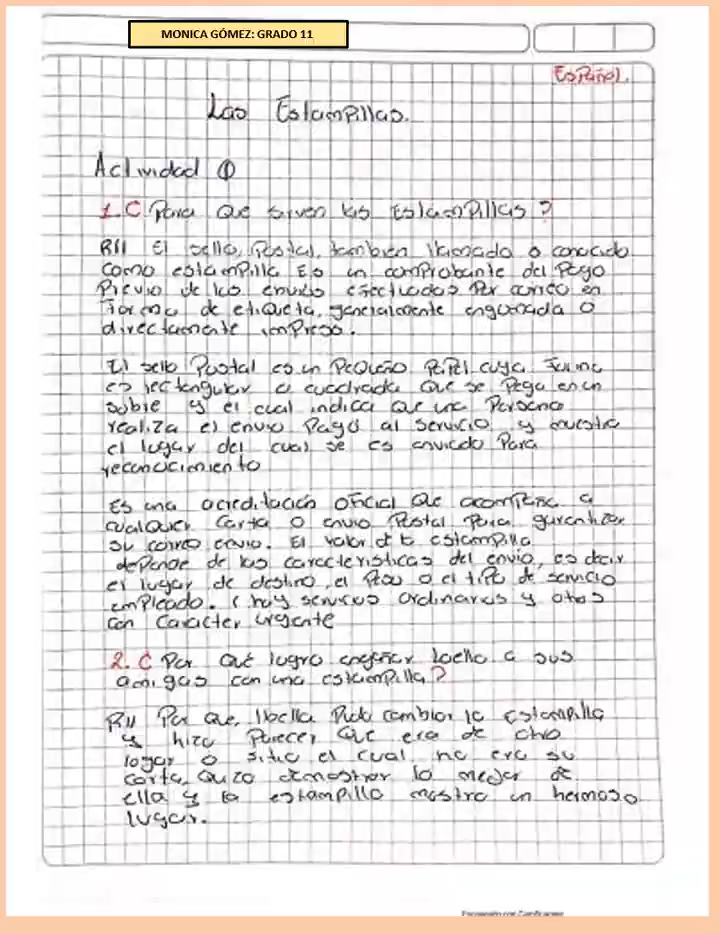 MONICA GÓMEZ: GRADO 11
Español.
Las Estampillas.
Actividad ①
1. ¿ Para que sirven las Estampillas?
R// El sello, Postal, tambien llamado o conocido
como estampilla Es un comprobante del Pago
Previo de los envios efectuados Por correo en
Forma de etiqueta, generalmente engomada o
directamente impreso.
El sello Postal es un Pequeño Papel cuya Forma
es rectangular o cuadrada que se Pega en un
sobre y el cual indica que una Persona
realiza el envio Pago al servicio y muestra
el lugar del cual se es enviado Para
reconocimiento
Es una acreditación oficial que acompaña a
cualquier Carta o envio Postal Para garantizar
su correo envio. El valor de la estampilla
dePende de las caracteristicas del envio, es decir
el lugar de destino, el Peso o el tiPo de servicio
emPleado. (hay servicios ordinarios y otros
con Caracter urgente
2. ¿ Por Qué logro engañar Ibella a sus
amigas con una estampilla?
R// Por que, Ibella Pudo cambiar la Estampilla
y hizo Parecer que era de otro
logar o sitio el cual no era su
carta, quizo demostrar lo mejor de
ella y la estampillo mostro un hermoso
lugar.